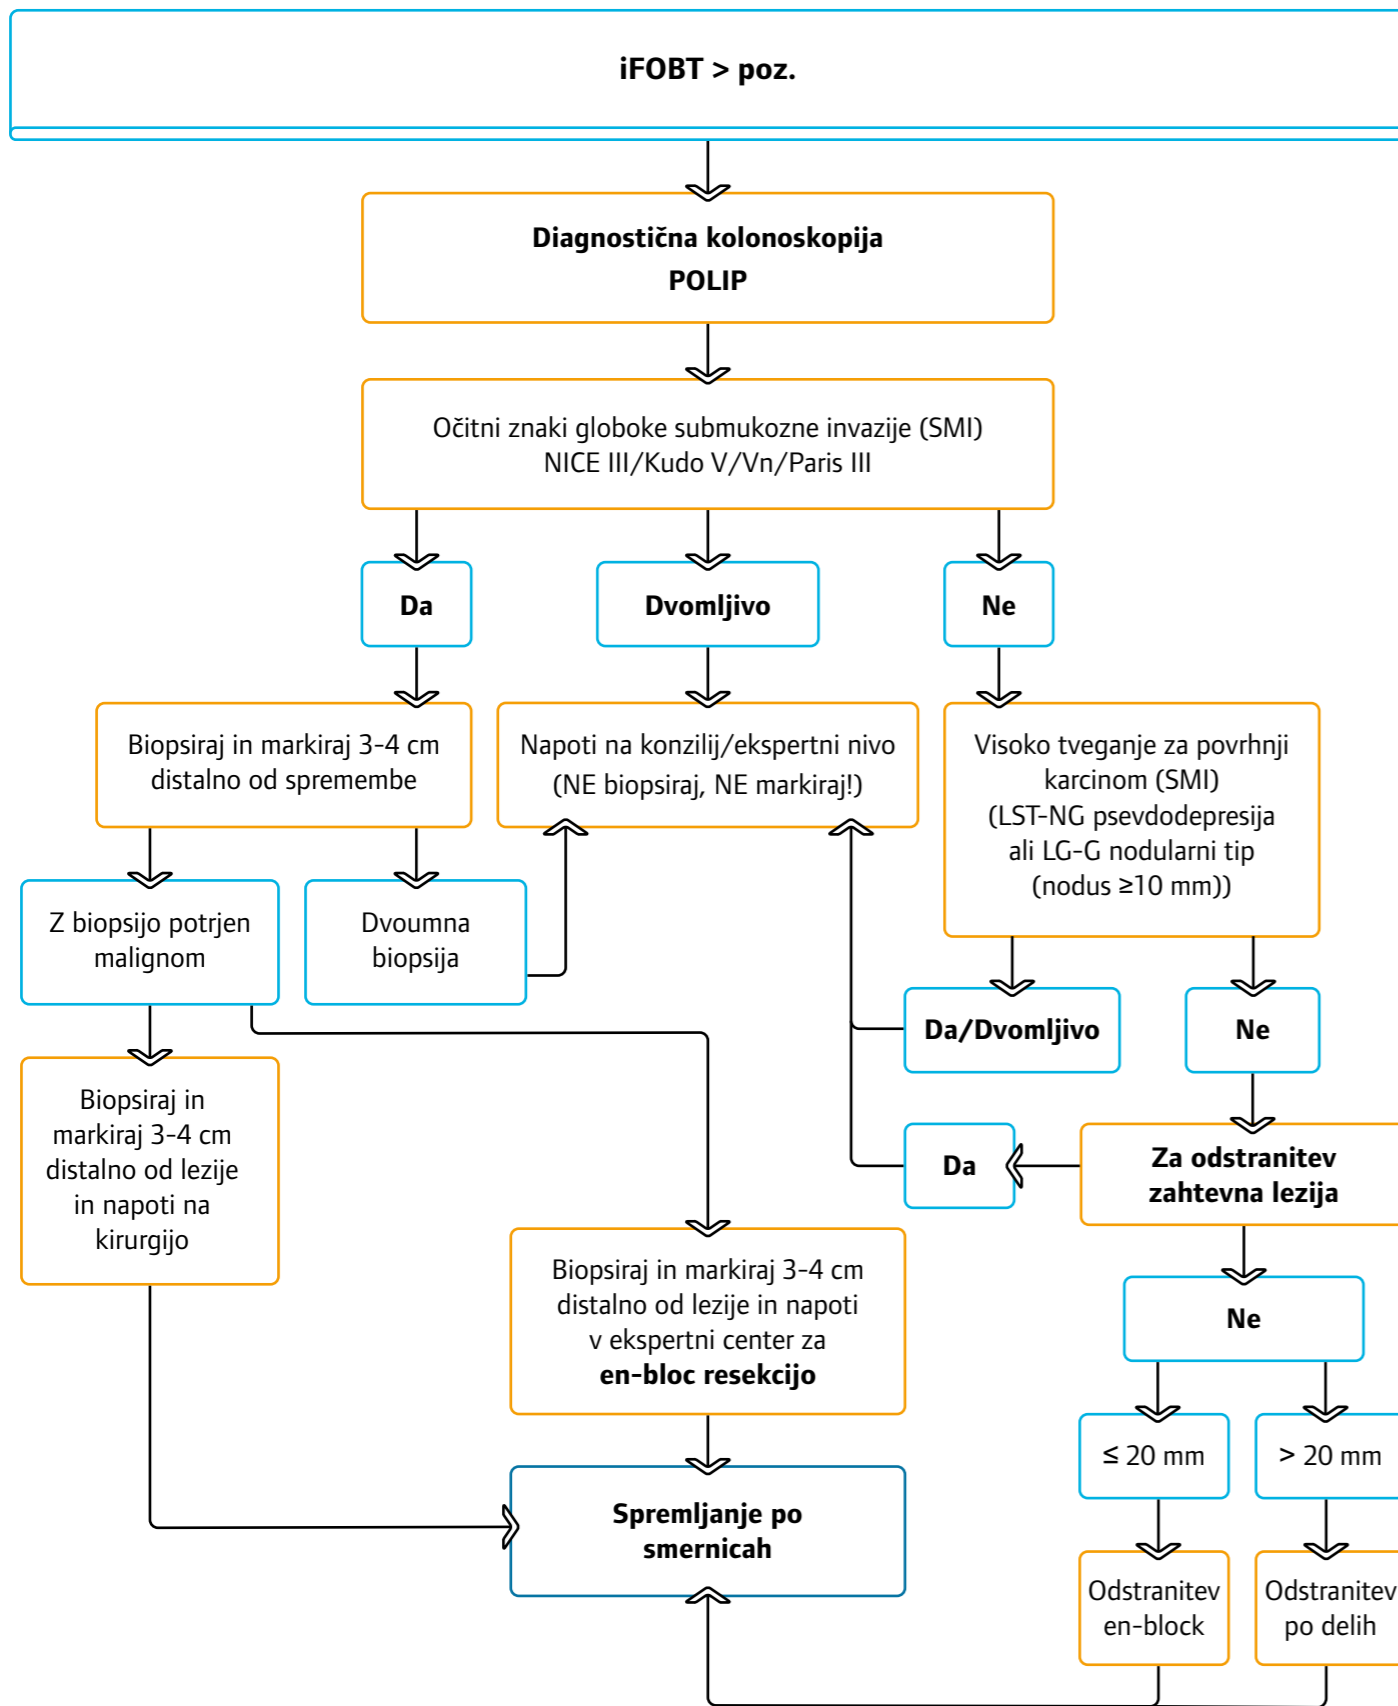 iFOBT > poz.
Diagnostična kolonoskopija
POLIP
Očitni znaki globoke submukozne invazije (SMI)
NICE III/Kudo V/Vn/Paris III
Da
Dvomljivo
Ne
Biopsiraj in markiraj 3-4 cm
distalno od spremembe
Napoti na konzilij/ekspertni nivo
(NE biopsiraj, NE markiraj!)
Visoko tveganje za povrhnji
karcinom (SMI)
(LST-NG psevdodepresija
ali LG-G nodularni tip
(nodus ≥10 mm))
Z biopsijo potrjen
malignom
Dvoumna
biopsija
Da/Dvomljivo
Ne
Biopsiraj in
markiraj 3-4 cm
distalno od lezije
in napoti na
kirurgijo
Da
Za odstranitev
zahtevna lezija
Biopsiraj in markiraj 3-4 cm
distalno od lezije in napoti
v ekspertni center za
en-bloc resekcijo
Ne
≤ 20 mm
> 20 mm
Spremljanje po
smernicah
Odstranitev
en-block
Odstranitev
po delih